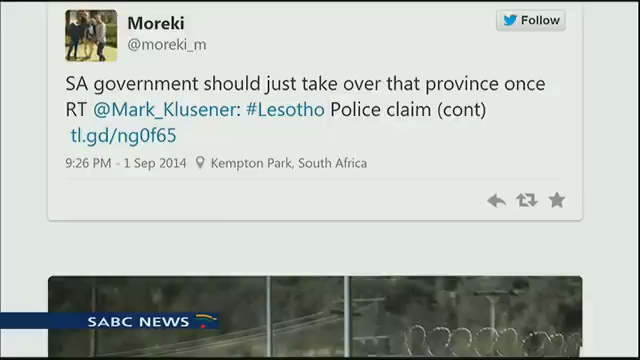 Moreki
Follow
@moreki_m
SA government should just take over that province once
RT @Mark_Klusener: #Lesotho Police claim (cont)
tl.gd/ng0f65
9:26 PM - 1 Sep 2014 Kempton Park, South Africa
SABC NEWS